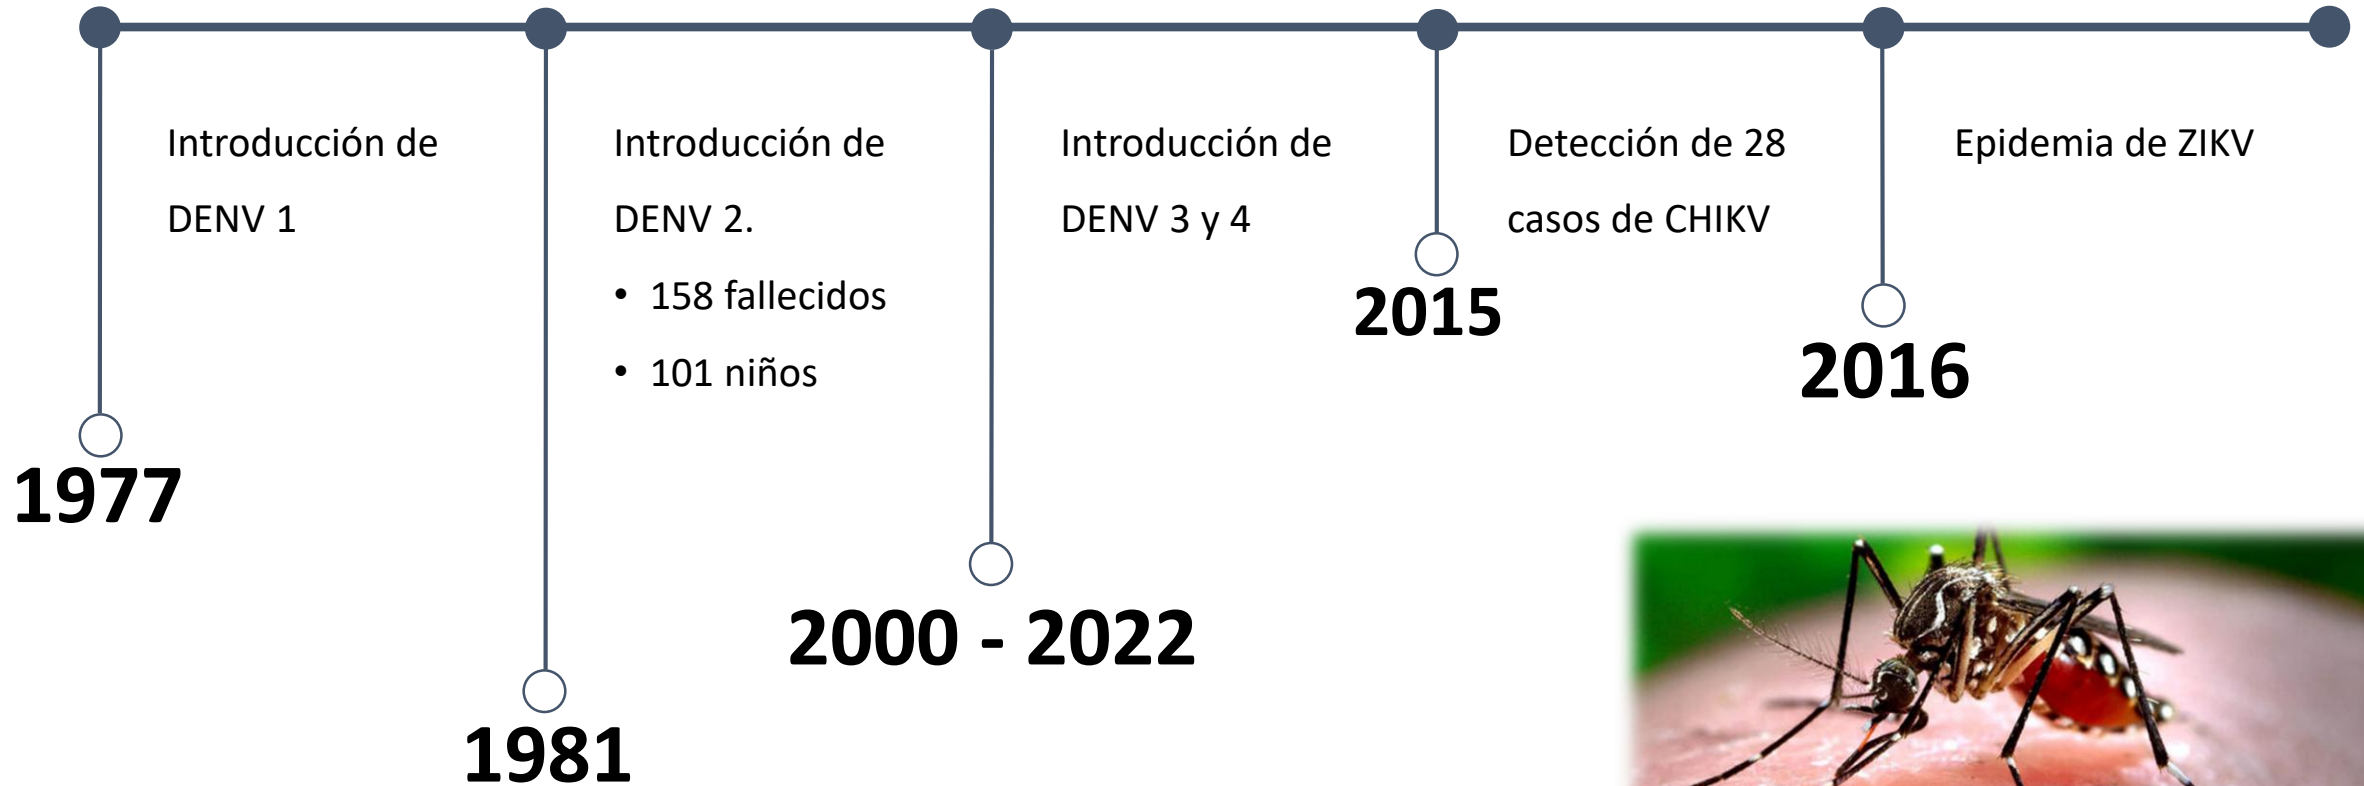 Introducción de
DENV 1
1977
Introducción de
DENV 2.
• 158 fallecidos
• 101 niños
1981
Introducción de
DENV 3 y 4
2000 - 2022
Detección de 28
casos de CHIKV
2015
Epidemia de ZIKV
2016